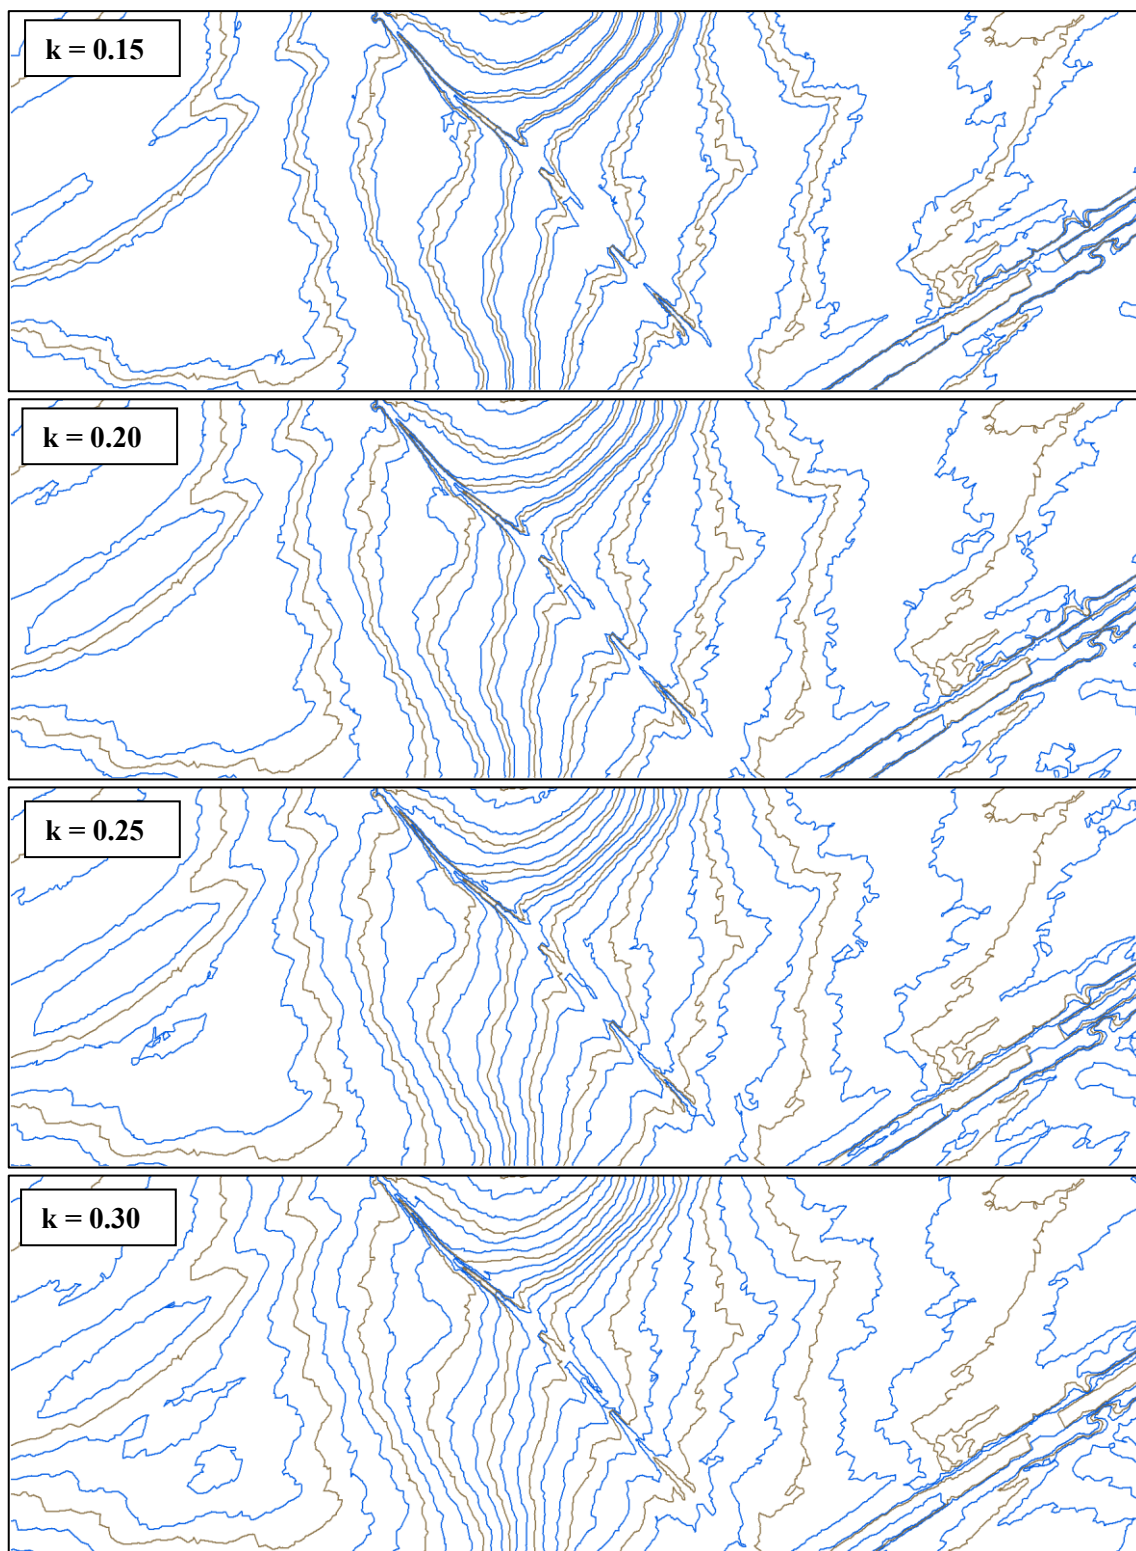 k = 0.15
k = 0.20
k = 0.25
k = 0.30